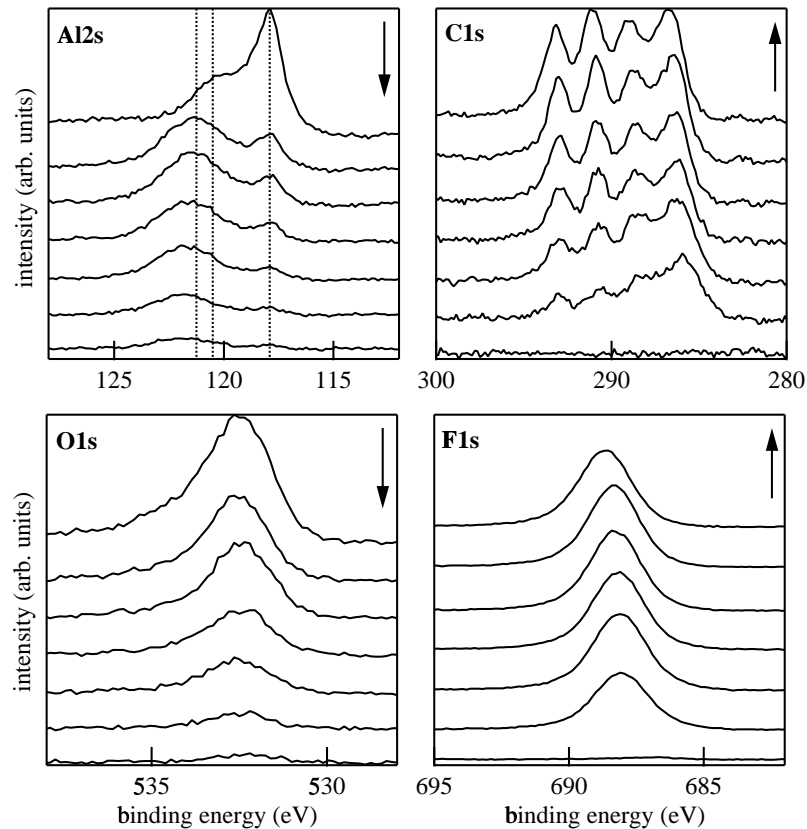 Al2s
C1s
intensity (arb. units)
125 120 115
300 290 280
O1s
F1s
intensity (arb. units)
535 530
695 690 685
binding energy (eV)
binding energy (eV)